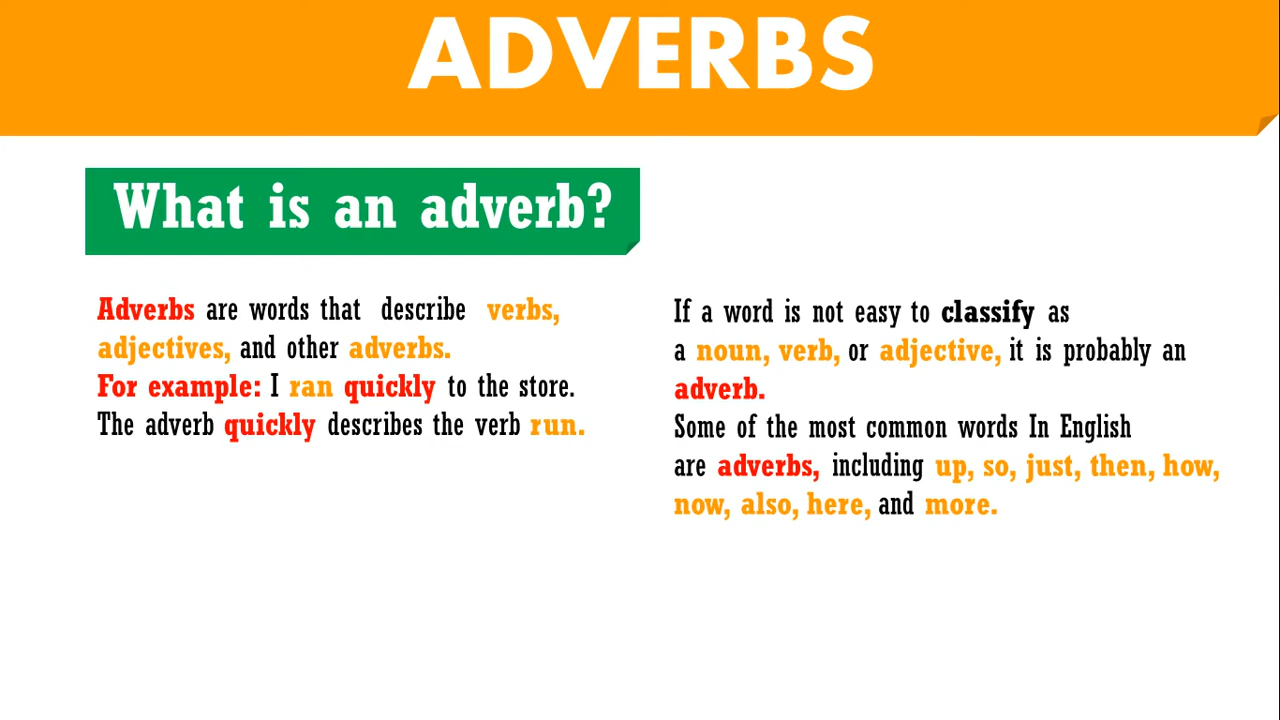 ADVERBS
What is an adverb?
Adverbs are words that describe verbs,
adjectives, and other adverbs.
For example: I ran quickly to the store.
The adverb quickly describes the verb run.
If a word is not easy to classify as
a noun, verb, or adjective, it is probably an
adverb.
Some of the most common words In English
are adverbs, including up, so, just, then, how,
now, also, here, and more.